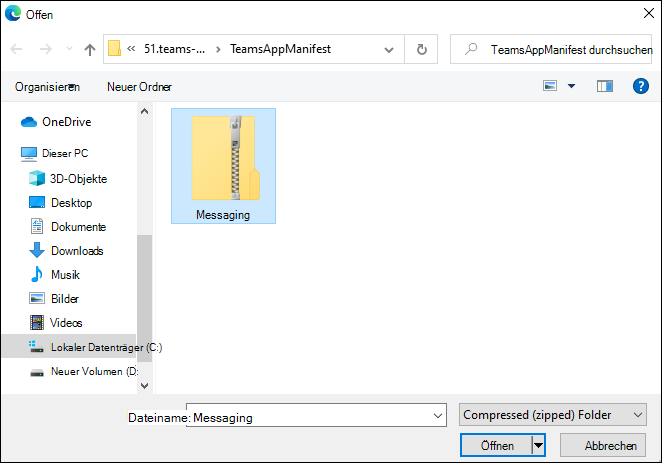 Offen
51.teams-... TeamsAppManifest
TeamsAppManifest durchsuchen
Organisieren Neuer Ordner
?
OneDrive
Dieser PC
3D-Objekte
Desktop
Dokumente
Downloads
Musik
Bilder
Videos
Lokaler Datenträger (C:)
Neuer Volumen (D:
Messaging
Dateiname: Messaging
Compressed (zipped) Folder
Öffnen Abbrechen